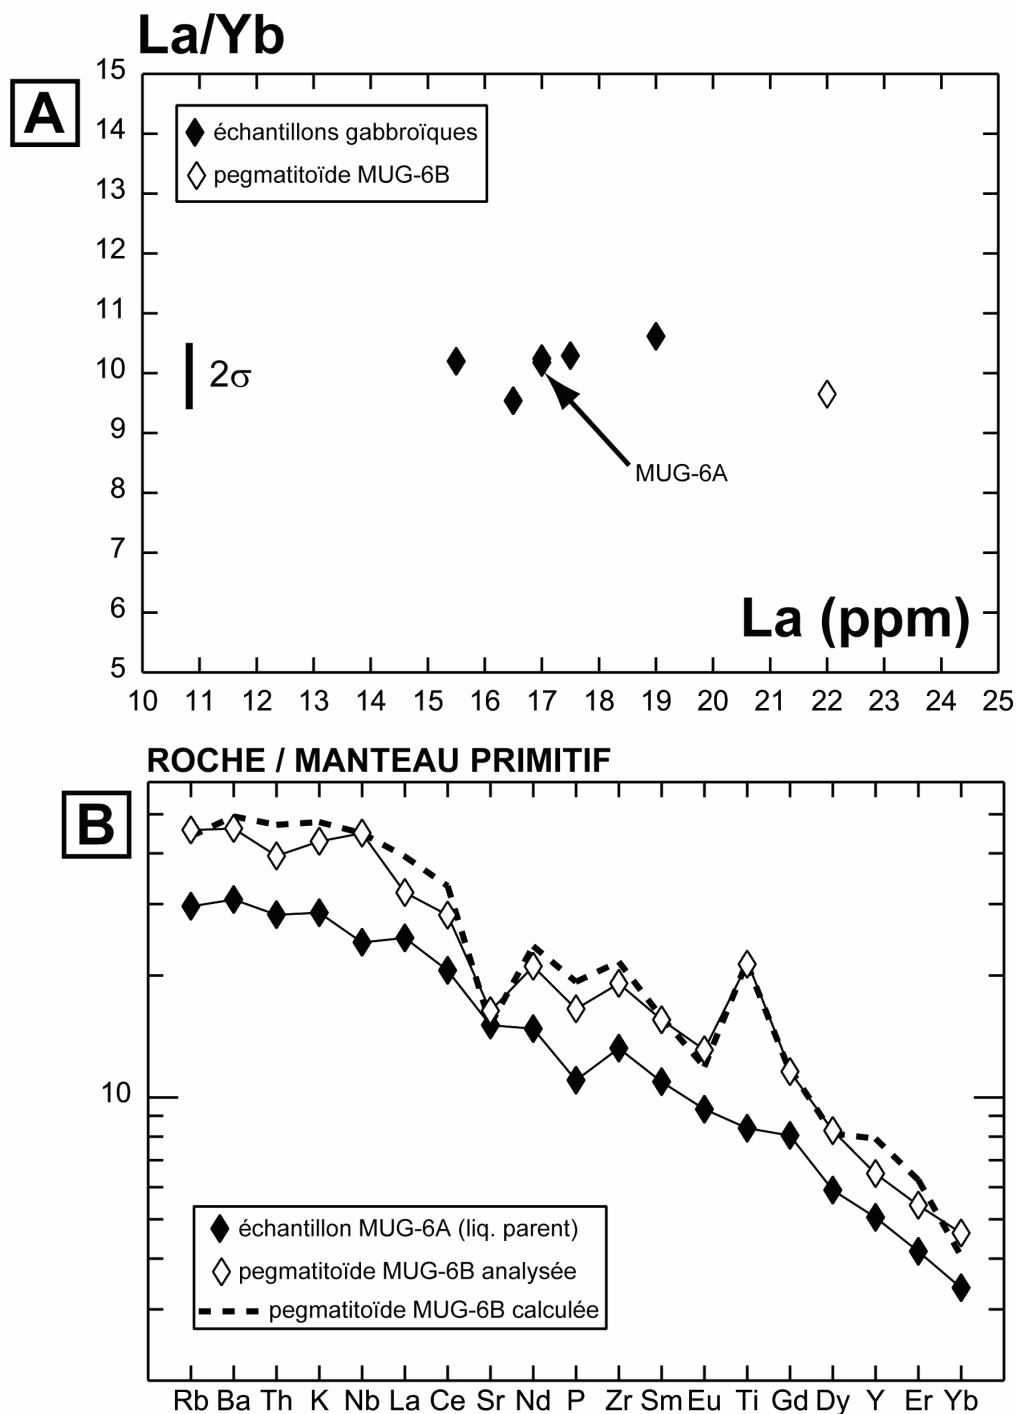 La/Yb
A
15
14
13
12
11
10
9
8
7
6
5
échantillons gabbroïques
pegmatitoïde MUG-6B
2σ
MUG-6A
La (ppm)
10 11 12 13 14 15 16 17 18 19 20 21 22 23 24 25
ROCHE / MANTEAU PRIMITIF
B
10
échantillon MUG-6A (liq. parent)
pegmatitoïde MUG-6B analysée
pegmatitoïde MUG-6B calculée
Rb Ba Th K Nb La Ce Sr Nd P Zr Sm Eu Ti Gd Dy Y Er Yb